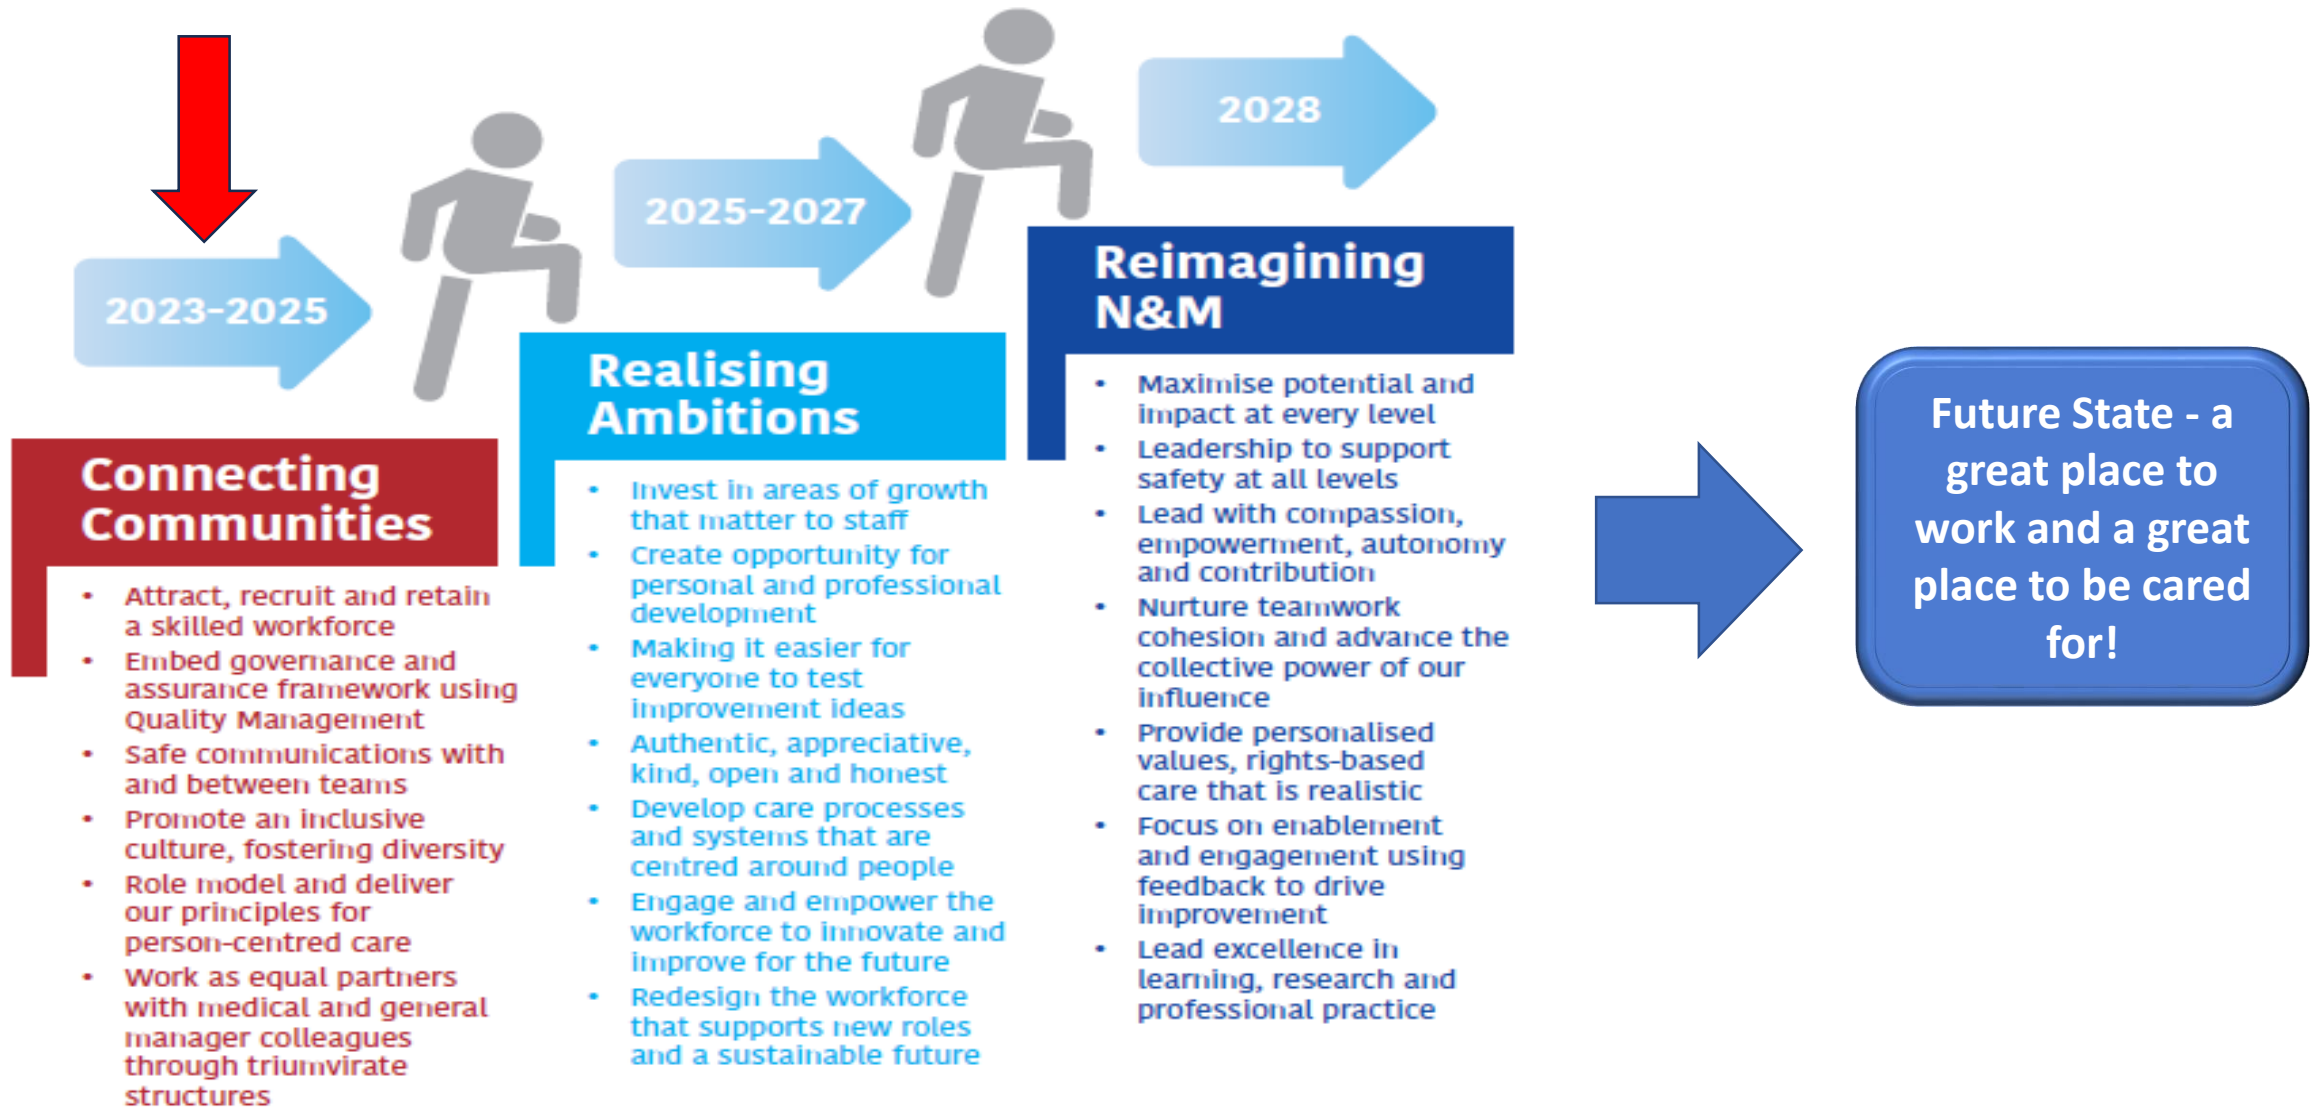 2023-2025
Connecting
Communities
• Attract, recruit and retain
a skilled workforce
• Embed governance and
assurance framework using
Quality Management
• Safe communications with
and between teams
• Promote an inclusive
culture, fostering diversity
• Role model and deliver
our principles for
person-centred care
• Work as equal partners
with medical and general
manager colleagues
through triumvirate
structures
2025-2027
Realising
Ambitions
• Invest in areas of growth
that matter to staff
• Create opportunity for
personal and professional
development
• Making it easier for
everyone to test
improvement ideas
• Authentic, appreciative,
kind, open and honest
• Develop care processes
and systems that are
centred around people
• Engage and empower the
workforce to innovate and
improve for the future
• Redesign the workforce
that supports new roles
and a sustainable future
2028
Reimagining
N&M
• Maximise potential and
impact at every level
• Leadership to support
safety at all levels
• Lead with compassion,
empowerment, autonomy
and contribution
• Nurture teamwork
cohesion and advance the
collective power of our
influence
• Provide personalised
values, rights-based
care that is realistic
• Focus on enablement
and engagement using
feedback to drive
improvement
• Lead excellence in
learning, research and
professional practice
Future State - a
great place to
work and a great
place to be cared
for!